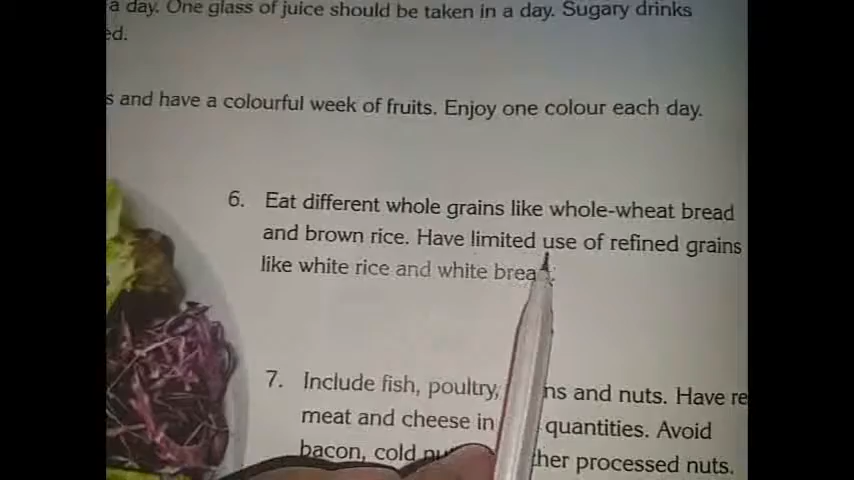 a day. One glass of juice should be taken in a day. Sugary drinks
ed.
s and have a colourful week of fruits. Enjoy one colour each day.
6. Eat different whole grains like whole-wheat bread
and brown rice. Have limited use of refined grains
like white rice and white brea
7. Include fish, poultry, ns and nuts. Have re
meat and cheese in quantities. Avoid
bacon, cold her processed nuts.